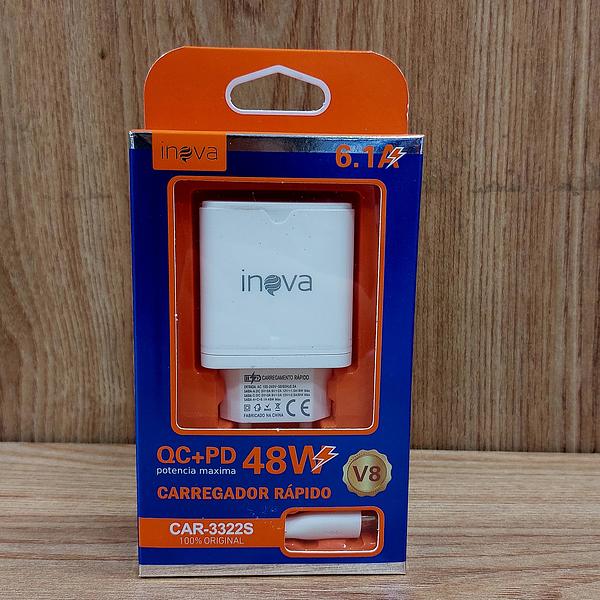 inova
6.1A
inova
CARREGAMENTO RÁPIDO
FABRICADO NA CHINA
CE
QC+PD 48W
potencia maxima
V8
CARREGADOR RÁPIDO
CAR-3322S
100% ORIGINAL